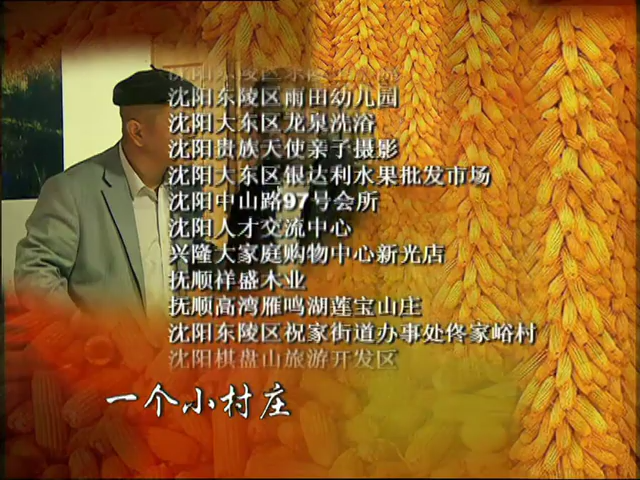 沈阳东陵区雨田幼儿园
沈阳大东区龙泉洗浴
沈阳贵族天使亲子摄影
沈阳大东区银达利水果批发市场
沈阳中山路97号会所
沈阳人才交流中心
兴隆大家庭购物中心新光店
抚顺祥盛木业
抚顺高湾雁鸣湖莲宝山庄
沈阳东陵区祝家街道办事处佟家峪村
沈阳棋盘山旅游开发区
一个小村庄